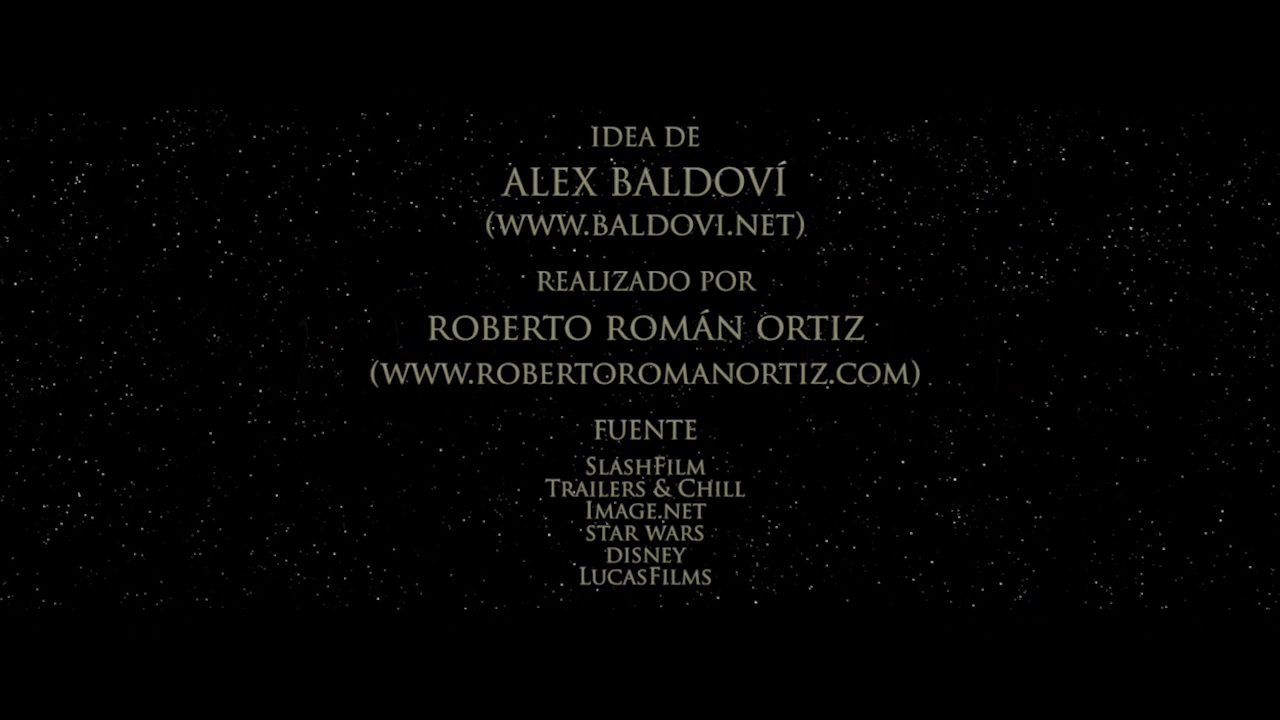 IDEA DE
ALEX BALDOVÍ
(WWW.BALDOVI.NET)
REALIZADO POR
ROBERTO ROMÁN ORTIZ
(WWW.ROBERTOROMANORTIZ.COM)
FUENTE
SLASHFILM
TRAILERS & CHILL
IMAGE.NET
STAR WARS
DISNEY
LUCASFILMS